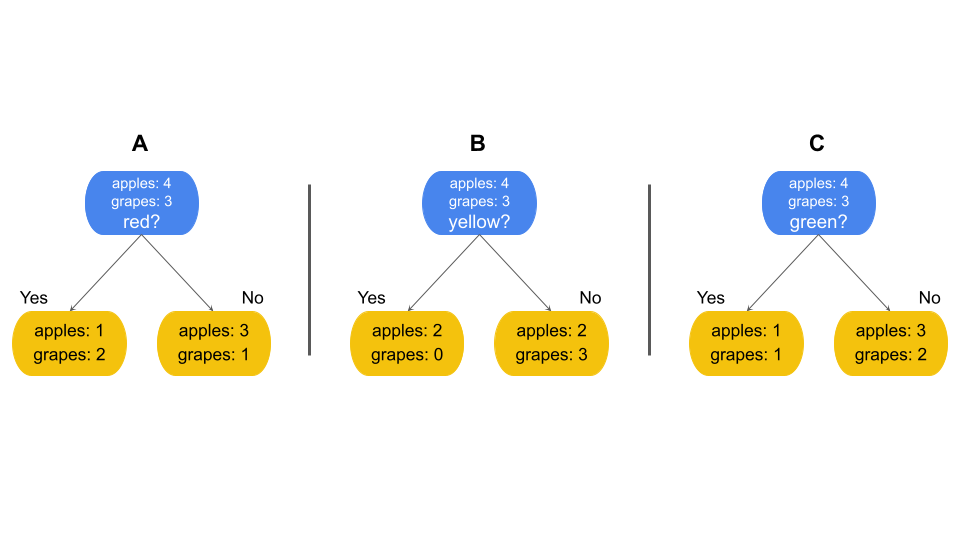 A
apples: 4
grapes: 3
red?
Yes
No
apples: 1
grapes: 2
apples: 3
grapes: 1
B
apples: 4
grapes: 3
yellow?
Yes
No
apples: 2
grapes: 0
apples: 2
grapes: 3
C
apples: 4
grapes: 3
green?
Yes
No
apples: 1
grapes: 1
apples: 3
grapes: 2